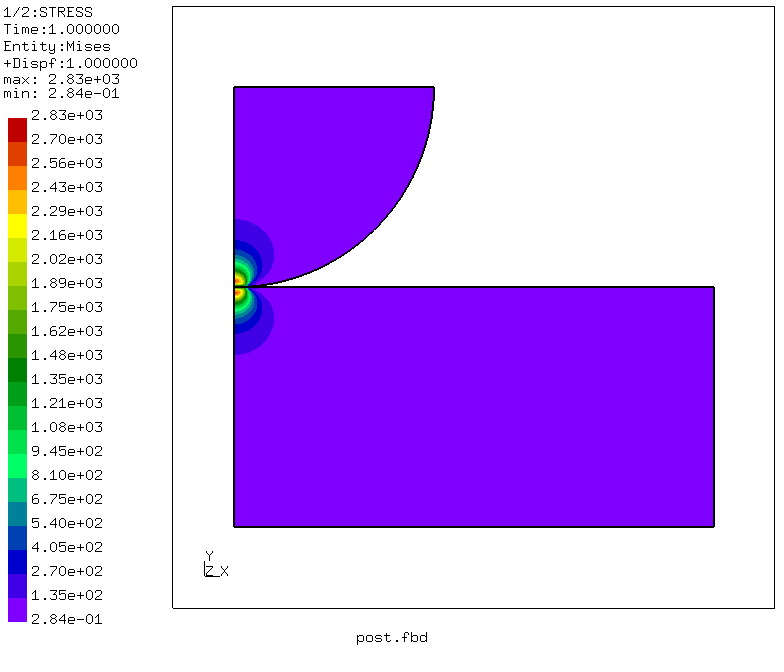 1/2:STRESS
Time:1.000000
Entity:Mises
+Dispf:1.000000
max: 2.83e+03
min: 2.84e-01
2.83e+03
2.70e+03
2.56e+03
2.43e+03
2.29e+03
2.16e+03
2.02e+03
1.89e+03
1.75e+03
1.62e+03
1.48e+03
1.35e+03
1.21e+03
1.08e+03
9.45e+02
8.10e+02
6.75e+02
5.40e+02
4.05e+02
2.70e+02
1.35e+02
2.84e-01
Y
Z X
post.fbd